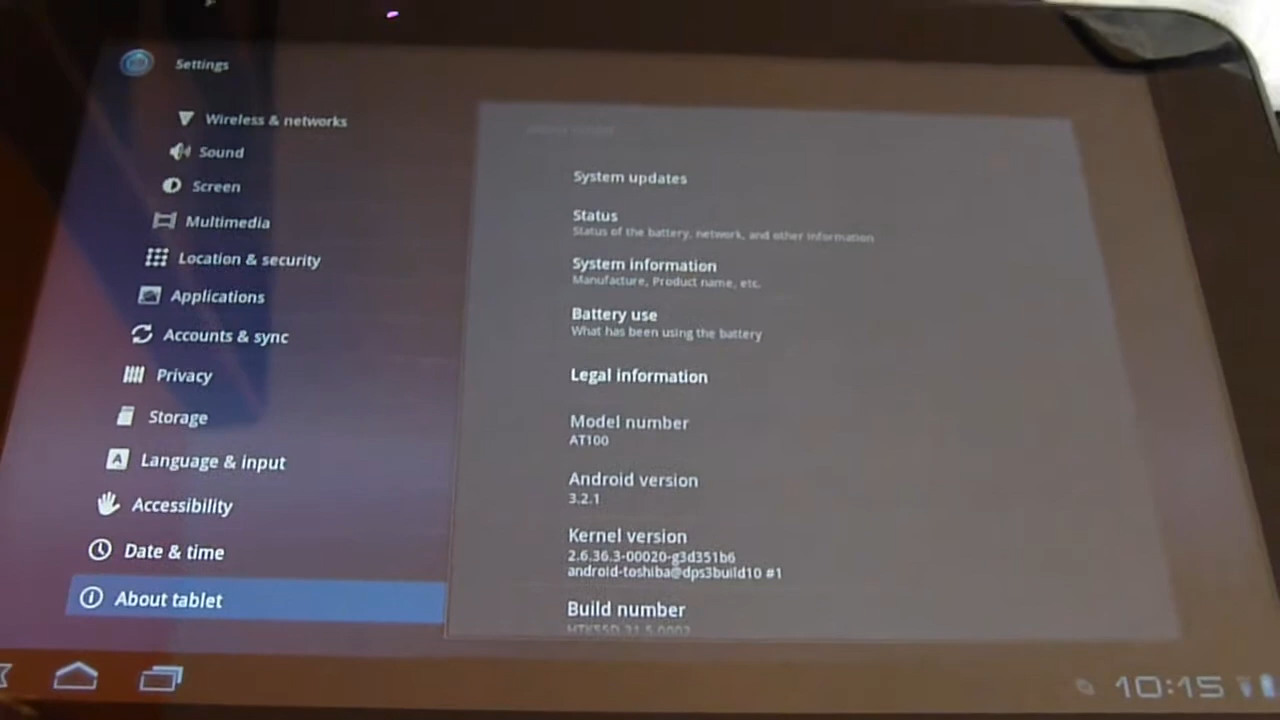 Settings
Wireless & networks
Sound
Screen
Multimedia
Location & security
Applications
Accounts & sync
Privacy
Storage
Language & input
Accessibility
Date & time
About tablet
System updates
Status
Status of the battery, network, and other information
System information
Manufacture, Product name, etc.
Battery use
What has been using the battery
Legal information
Model number
AT100
Android version
3.2.1
Kernel version
2.6.36.3-00020-g3d351b6
android-toshiba@dps3build10 #1
Build number
10:15